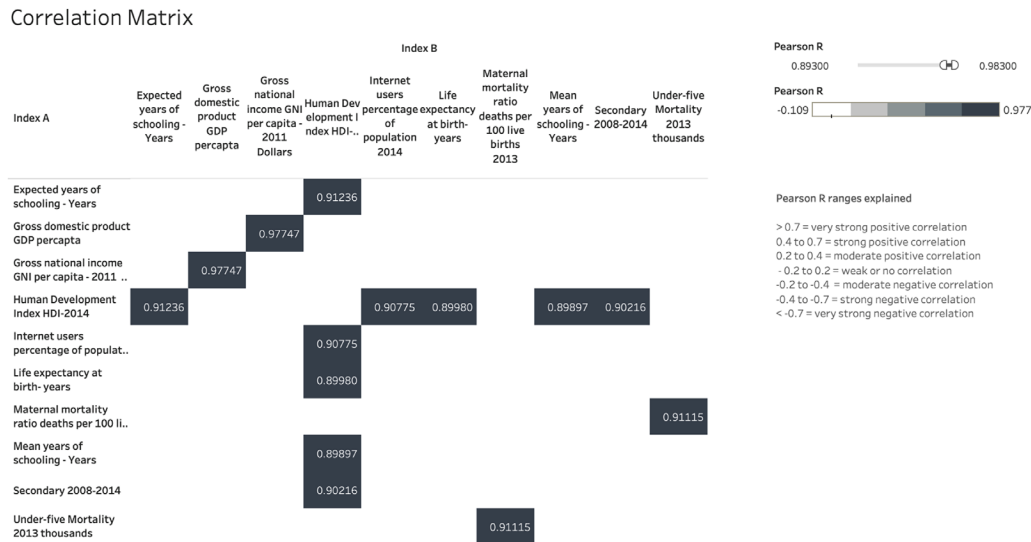 Correlation Matrix
Index B
Index A
Expected
years of
schooling -
Years
Gross
domestic
product
GDP
percapta
Gross
national
income GNI
per capita -
2011
Dollars
Human Dev
elopment I
ndex HDI-..
Internet
users
percentage
of
population
2014
Life
expectancy
at birth-
years
Maternal
mortality
ratio
deaths per
100 live
births
2013
Mean
years of
schooling -
Years
Secondary
2008-2014
Under-five
Mortality
2013
thousands
Expected years of
schooling - Years
0.91236
Gross domestic product
GDP percapta
0.97747
Gross national income
GNI per capita - 2011 ..
0.97747
Human Development
Index HDI-2014
0.91236
0.90775
0.89980
0.89897
0.90216
Internet users
percentage of populat..
0.90775
Life expectancy at
birth- years
0.89980
Maternal mortality
ratio deaths per 100 li..
0.91115
Mean years of
schooling - Years
0.89897
Secondary 2008-2014
0.90216
Under-five Mortality
2013 thousands
0.91115
Pearson R
0.89300
0.98300
Pearson R
-0.109
0.977
Pearson R ranges explained
> 0.7 = very strong positive correlation
0.4 to 0.7 = strong positive correlation
0.2 to 0.4 = moderate positive correlation
- 0.2 to 0.2 = weak or no correlation
-0.2 to -0.4 = moderate negative correlation
-0.4 to -0.7 = strong negative correlation
< -0.7 = very strong negative correlation